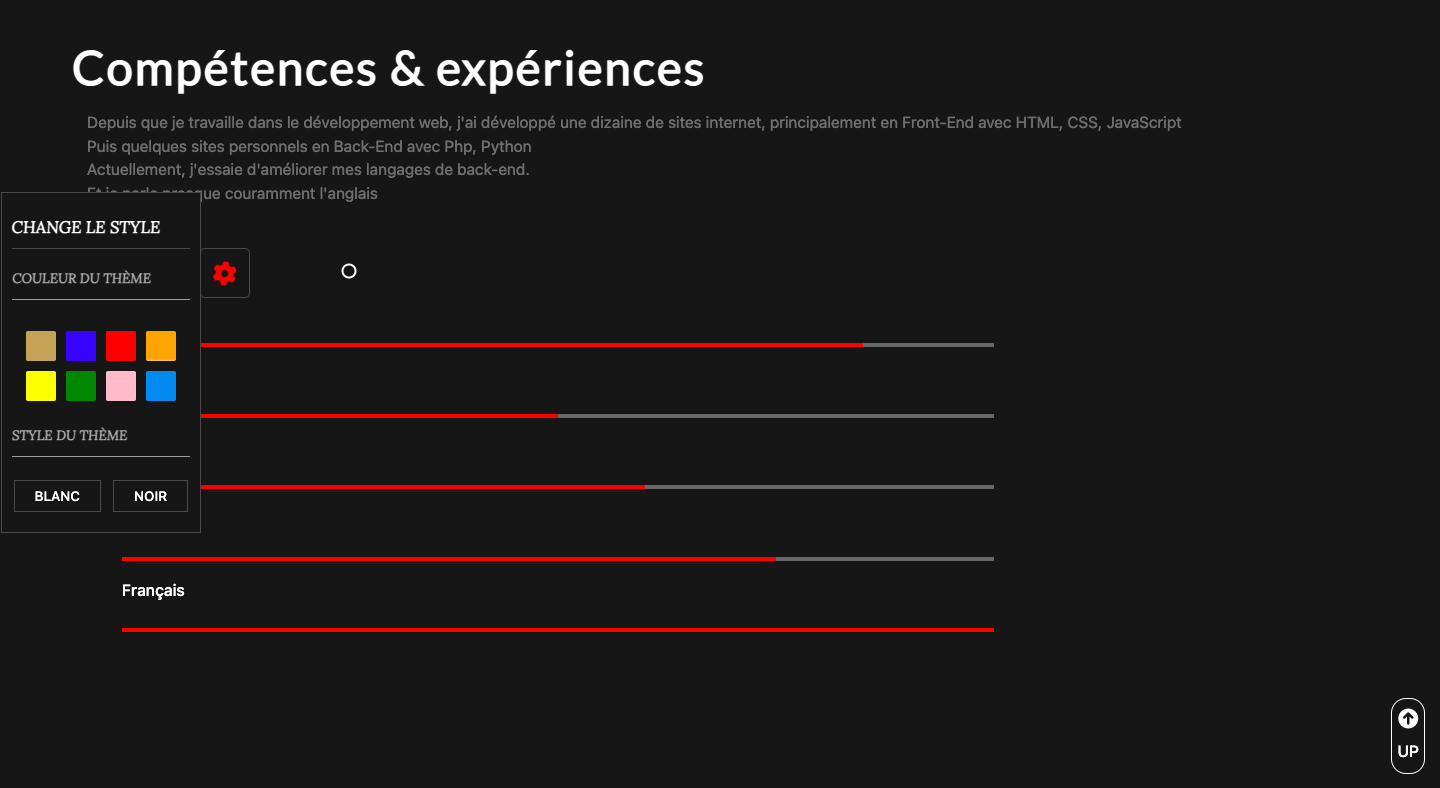 Compétences & expériences
Depuis que je travaille dans le développement web, j'ai développé une dizaine de sites internet, principalement en Front-End avec HTML, CSS, JavaScript
Puis quelques sites personnels en Back-End avec Php, Python
Actuellement, j'essaie d'améliorer mes langages de back-end.
Et je parle presque couramment l'anglais
CHANGE LE STYLE
COULEUR DU THÈME
STYLE DU THÈME
BLANC NOIR
Français
UP